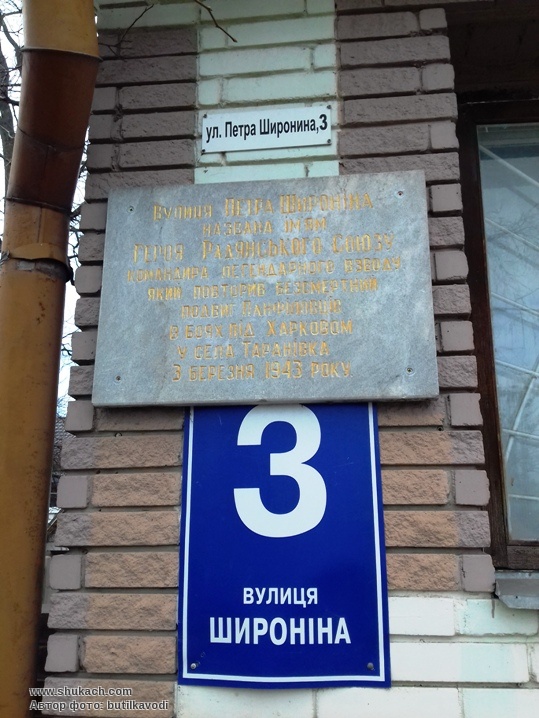 ул. Петра Широнина, 3
Вулиця Петра Широніна
названа ім'ям
Героя Радянського Союзу
командира легендарного взводу
який повторив безсмертний
подвиг панфіловців
в боях під Харковом
у села Таранівка
3 березня 1943 року
3
ВУЛИЦЯ
ШИРОНІНА
www.shukach.com
Автор фото: butilkavodi